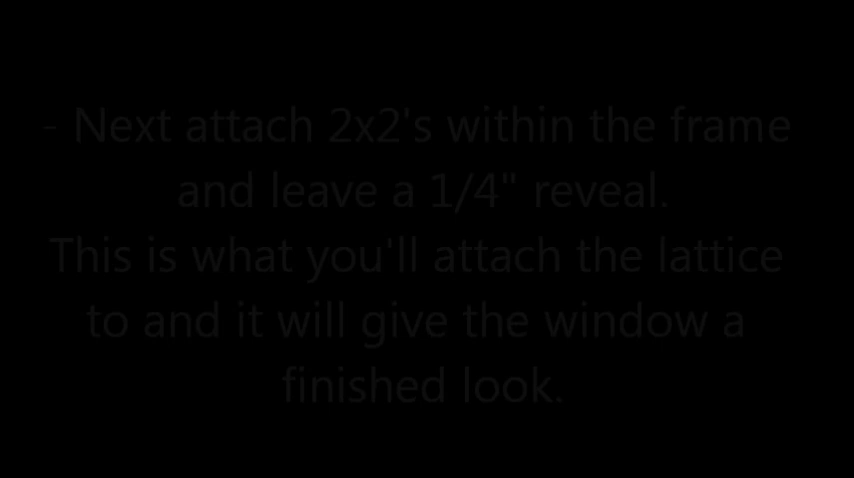 - Next attach 2x2's within the frame
and leave a 1/4" reveal.
This is what you'll attach the lattice
to and it will give the window a
finished look.